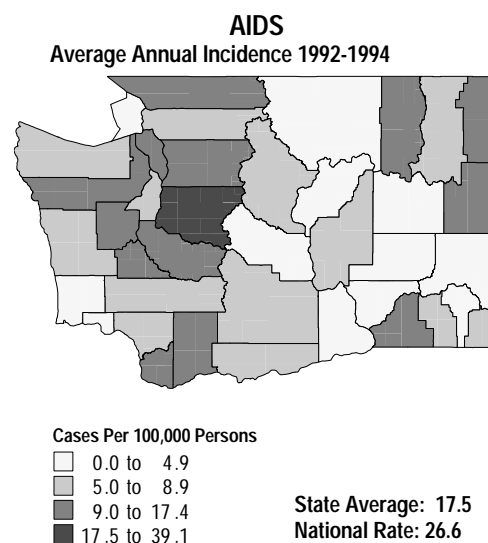 AIDS
Average Annual Incidence 1992-1994
Cases Per 100,000 Persons
0.0 to 4.9
5.0 to 8.9
9.0 to 17.4
17.5 to 39.1
State Average: 17.5
National Rate: 26.6